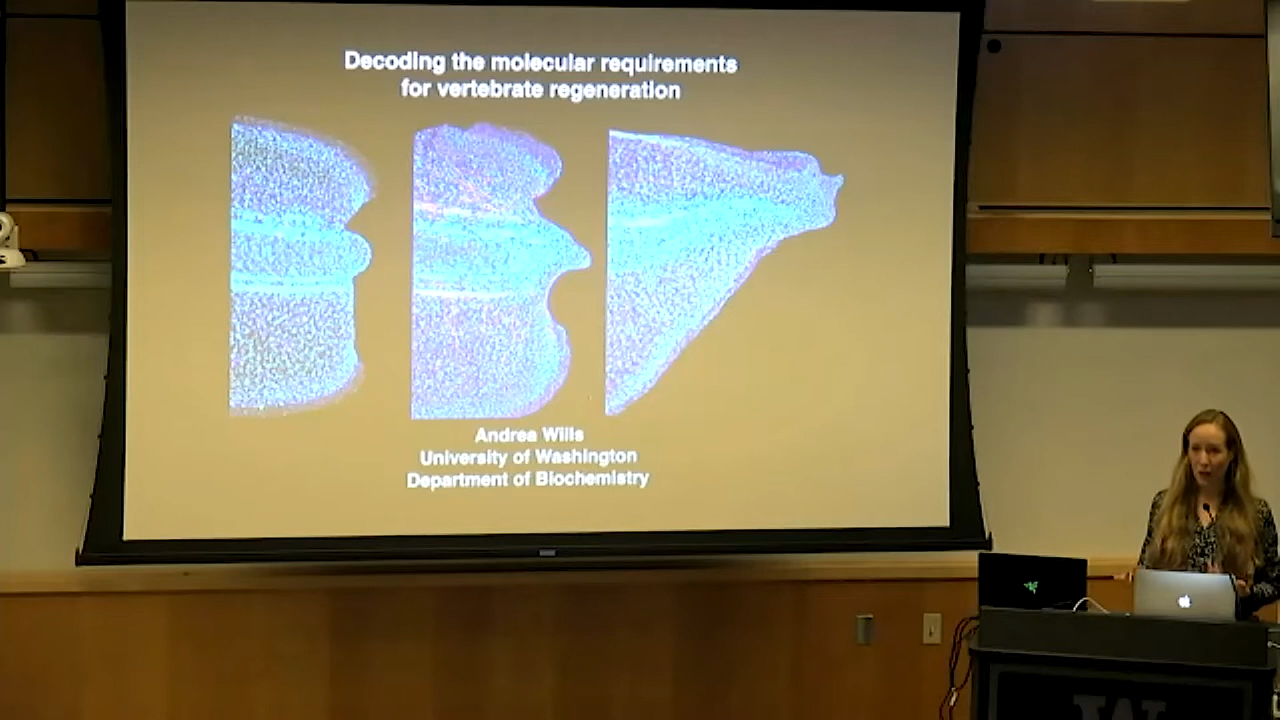 Decoding the molecular requirements
for vertebrate regeneration
Andrea Wills
University of Washington
Department of Biochemistry
W